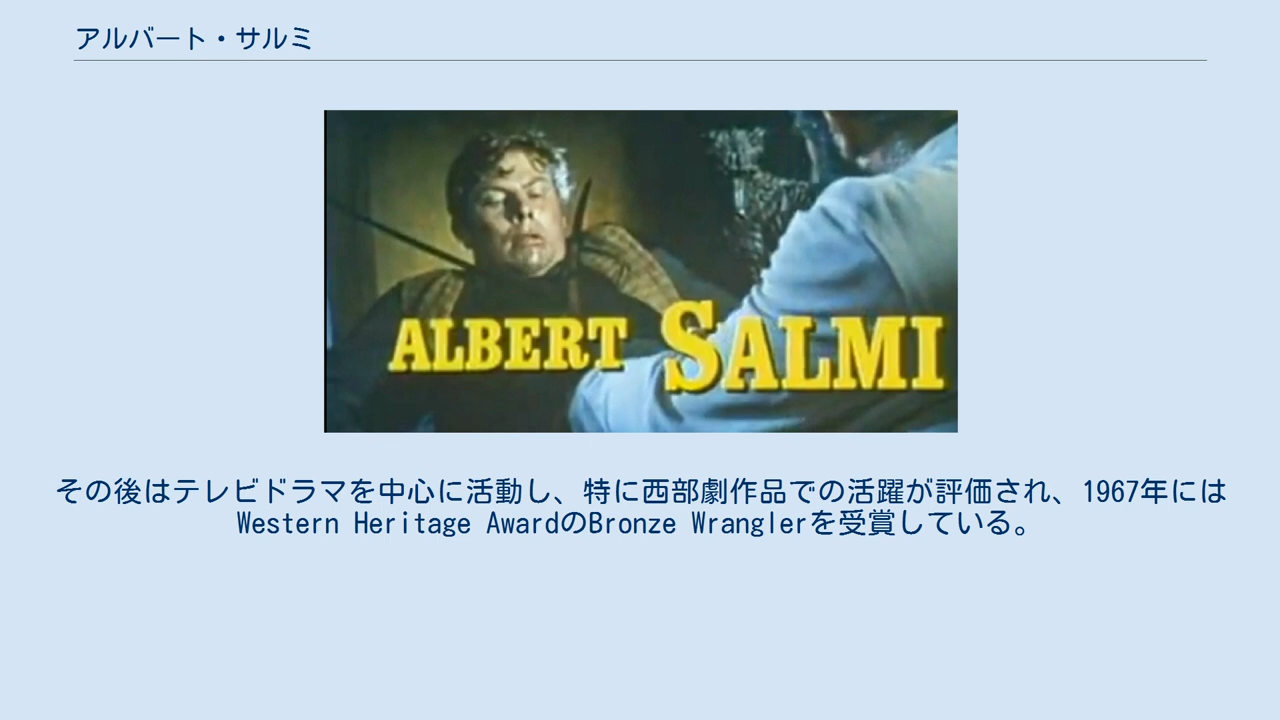 アルバート・サルミ
ALBERT SALMI
その後はテレビドラマを中心に活動し、特に西部劇作品での活躍が評価され、1967年には
Western Heritage AwardのBronze Wranglerを受賞している。